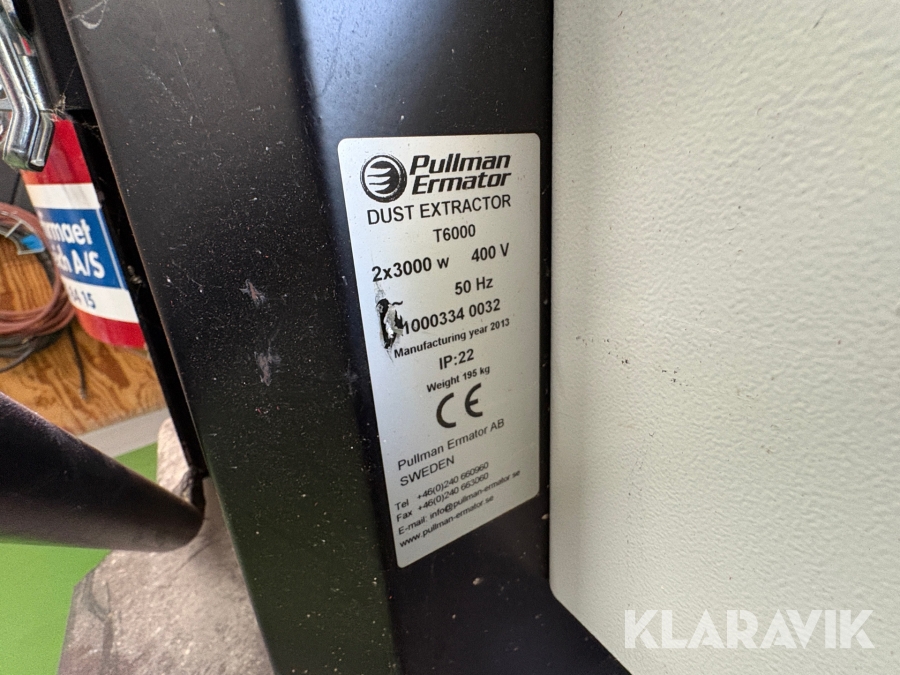 Pullman
Ermator
DUST EXTRACTOR
T6000
2x3000 w 400 V
50 Hz
1000334 0032
Manufacturing year 2013
IP:22
Weight 195 kg
CE
Pullman Ermator AB
SWEDEN
Tel +46(0)240 660960
Fax +46(0)240 663060
E-mail: info@pullman-ermator.se
www.pullman-ermator.se
A/S
KLARAVIK